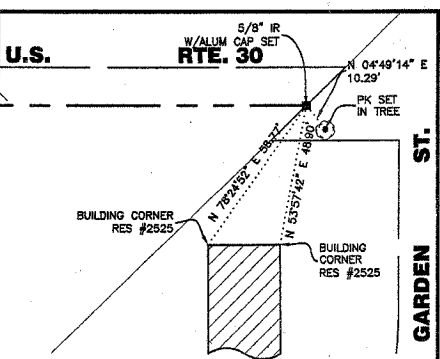 5/8" IR
W/ALUM CAP SET
U.S. RTE. 30
N 04°49'14" E
10.29'
PK SET
IN TREE
N 78°24'52" E 58.77'
N 53°57'42" E 48.90'
BUILDING CORNER
RES #2525
BUILDING
CORNER
RES #2525
GARDEN ST.